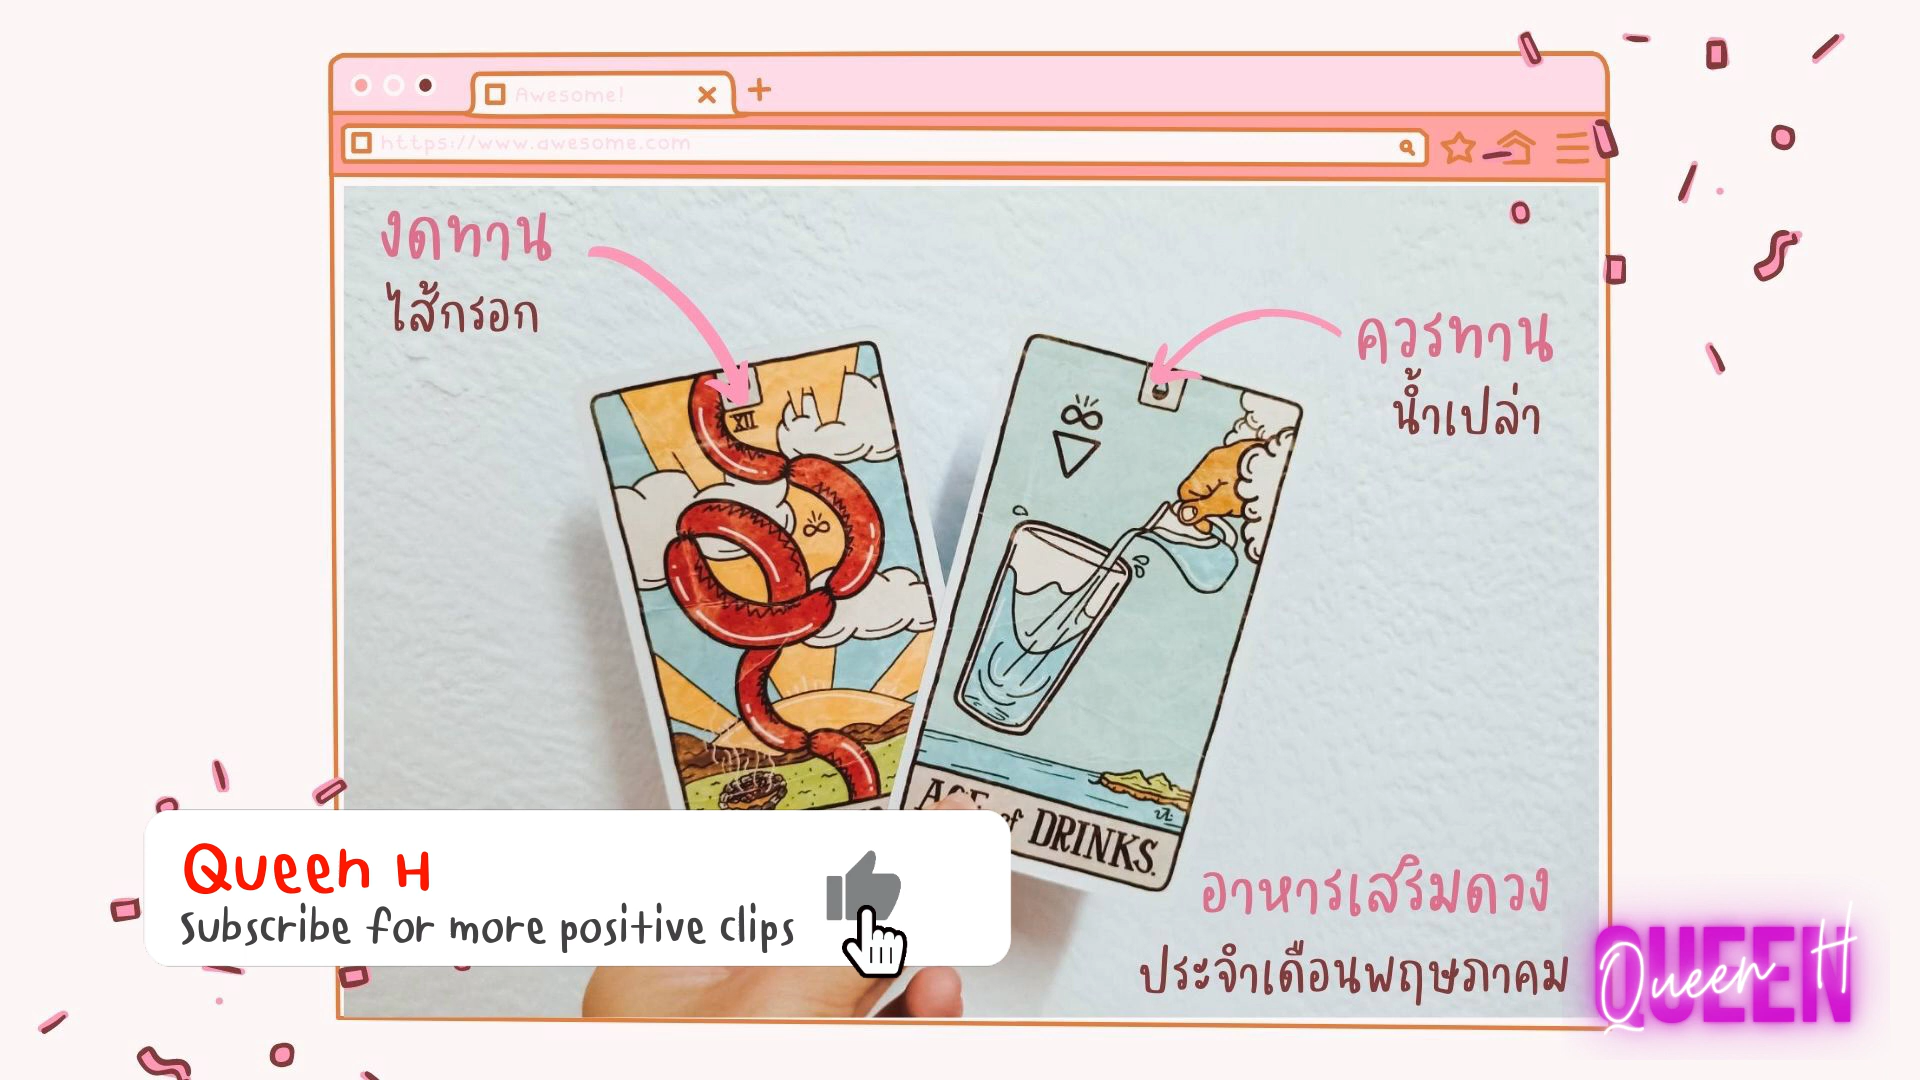 Awesome!
https://www.awesome.com
งดทาน
ไส้กรอก
ควรทาน
น้ำเปล่า
XII
ACE of DRINKS.
Queen H
Subscribe for more positive clips
อาหารเสริมดวง
ประจำเดือนพฤษภาคม
QUEEN
Queen H